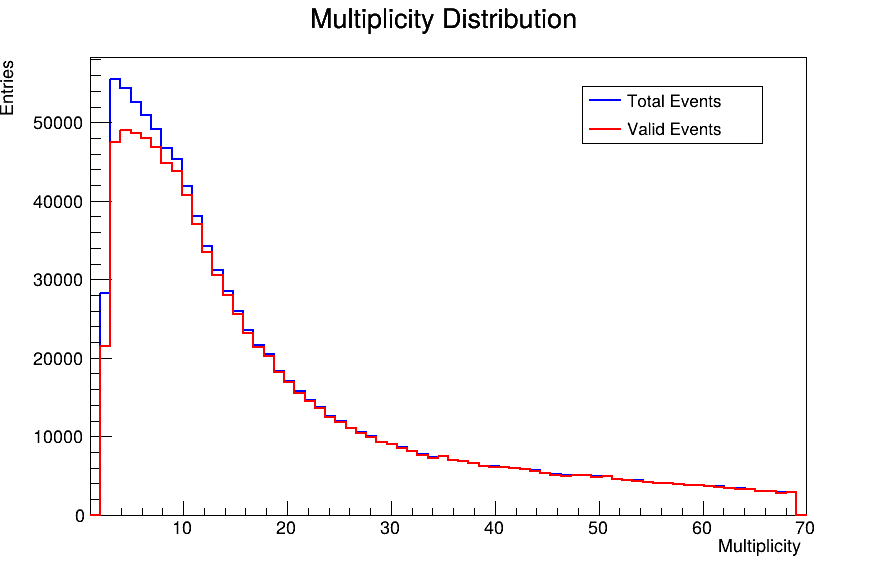 Multiplicity Distribution
Entries
Total Events
Valid Events
50000
40000
30000
20000
10000
0
10 20 30 40 50 60 70
Multiplicity